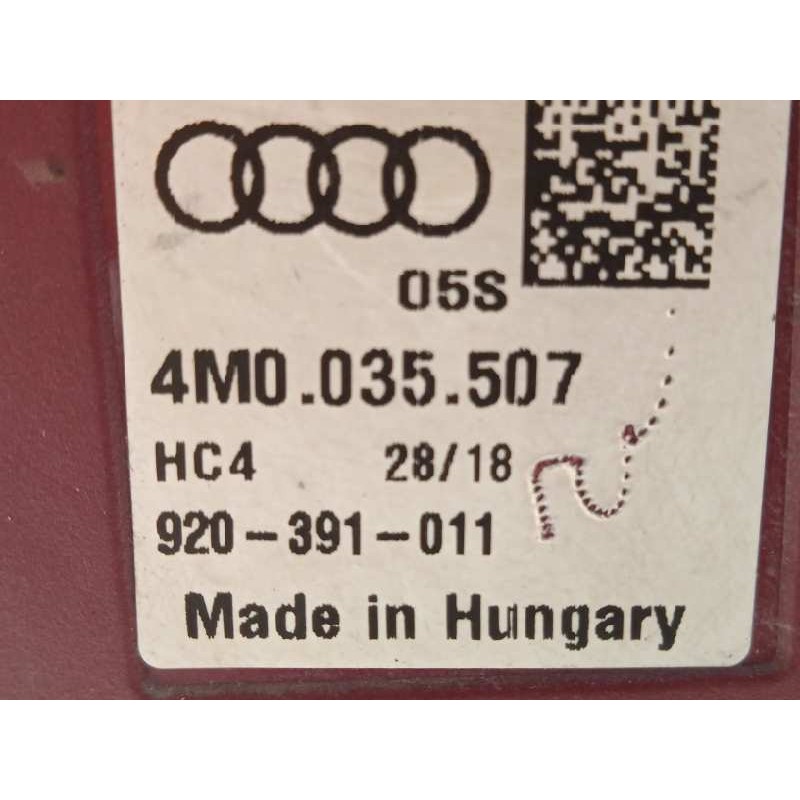 05S
4M0.035.507
HC4 28/18
920-391-011
Made in Hungary